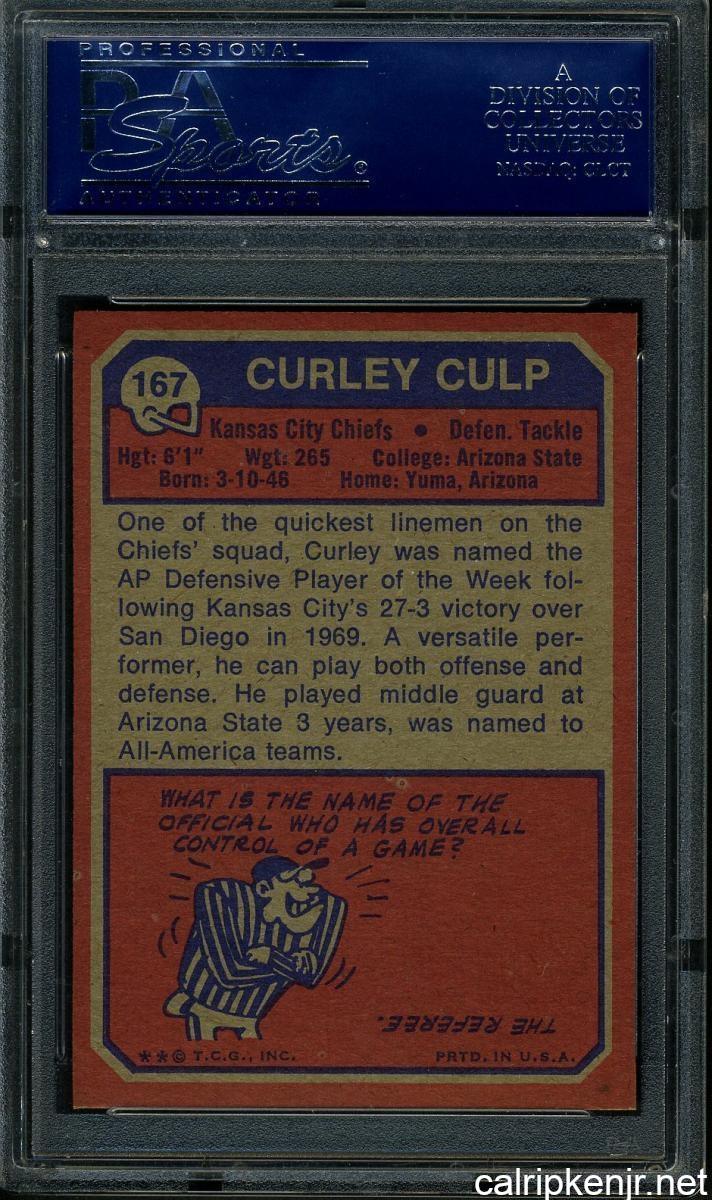 PROFESSIONAL
PSA
Sports®
AUTHENTICATOR
A
DIVISION OF
COLLECTORS
UNIVERSE
NASDAQ: CLCT
167
CURLEY CULP
Kansas City Chiefs • Defen. Tackle
Hgt: 6'1" Wgt: 265 College: Arizona State
Born: 3-10-46 Home: Yuma, Arizona
One of the quickest linemen on the
Chiefs' squad, Curley was named the
AP Defensive Player of the Week fol-
lowing Kansas City's 27-3 victory over
San Diego in 1969. A versatile per-
former, he can play both offense and
defense. He played middle guard at
Arizona State 3 years, was named to
All-America teams.
WHAT IS THE NAME OF THE
OFFICIAL WHO HAS OVERALL
CONTROL OF A GAME?
THE REFEREE.
**© T.C.G., INC. PRTD. IN U.S.A.
PSA
calripkenjr.net